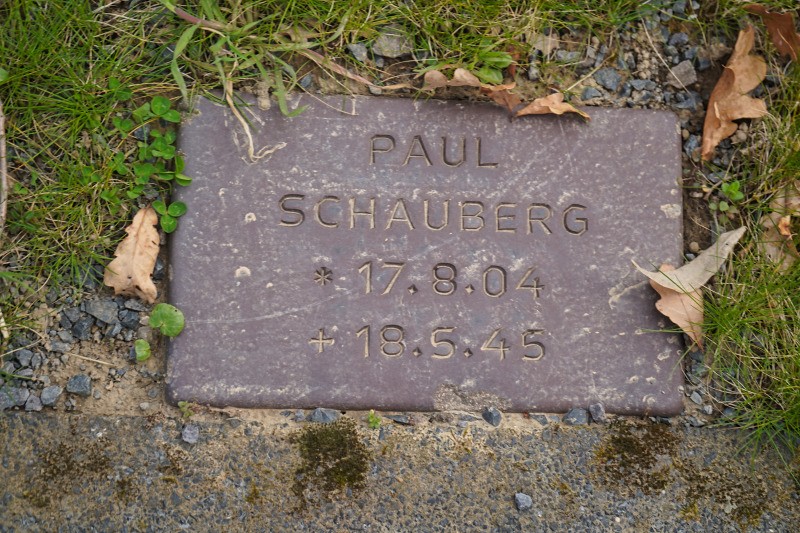 PAUL
SCHAUBERG
* 17.8.04
+ 18.5.45